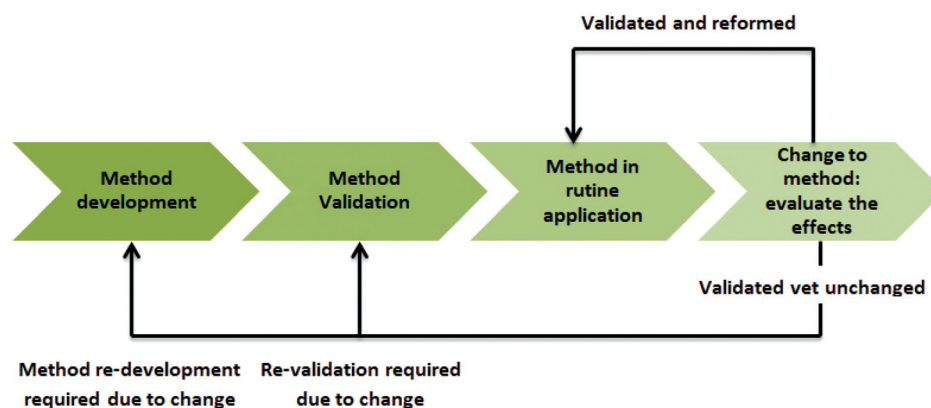 Validated and reformed
Method
development
Method
Validation
Method in
rutine
application
Change to
method:
evaluate the
effects
Validated vet unchanged
Method re-development
required due to change
Re-validation required
due to change